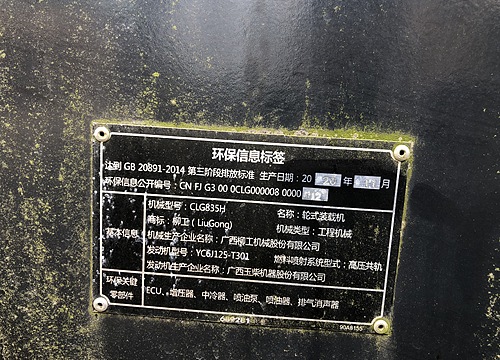 环保信息标签
达到 GB 20891-2014 第三阶段排放标准 生产日期: 20 年 月
环保信息公开编号: CN FJ G3 00 0CLG000008 0000
机械型号: CLG835H 名称: 轮式装载机
商标: 柳工 ( LiuGong) 机械类型: 工程机械
基本信息 机械生产企业名称: 广西柳工机械股份有限公司
发动机型号: YC6J125-T301 燃料喷射系统型式: 高压共轨
发动机生产企业名称: 广西玉柴机器股份有限公司
环保关键零部件 ECU、增压器、中冷器、喷油泵、喷油器、排气消声器
689281
90A8155